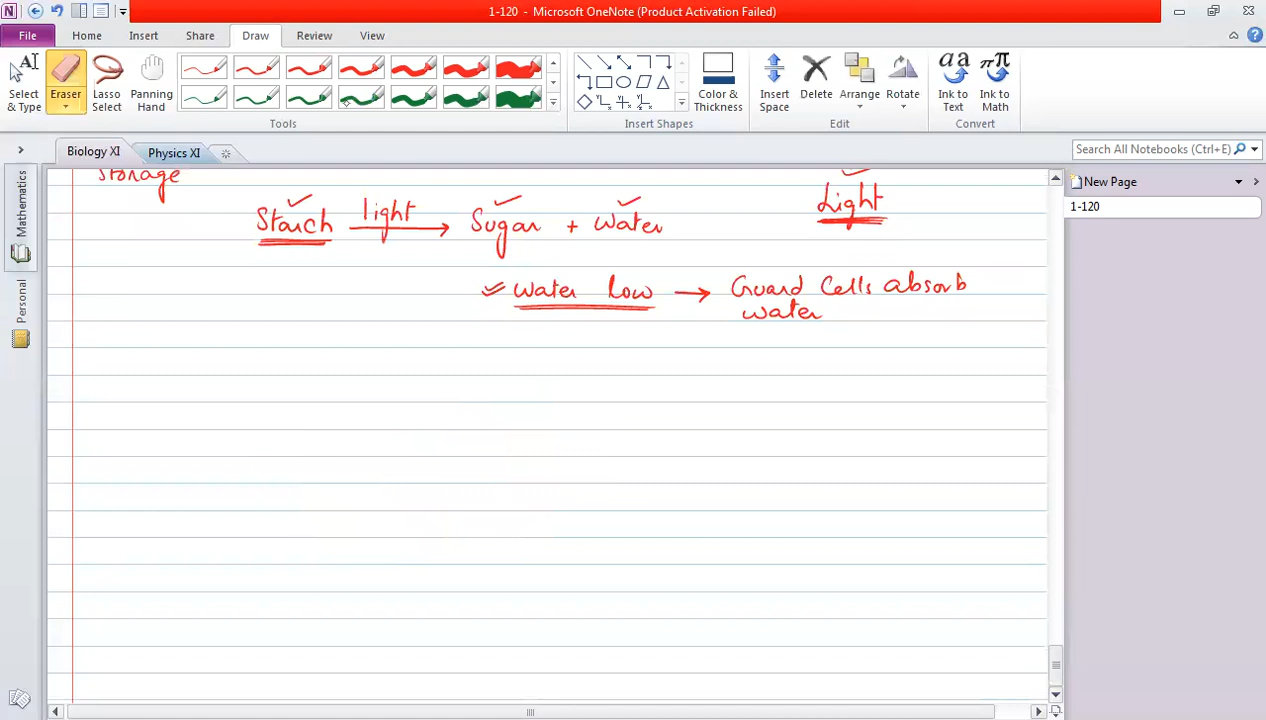 1-120 - Microsoft OneNote (Product Activation Failed)
File Home Insert Share Draw Review View
Select & Type
Eraser
Lasso Select
Panning Hand
Color & Thickness
Insert Space
Delete
Arrange
Rotate
Ink to Text
Ink to Math
Tools
Insert Shapes
Edit
Convert
Biology XI
Physics XI
Search All Notebooks (Ctrl+E)
New Page
1-120
Mathematics
Personal
Storage
Light
Starch light → Sugar + water
water low → Guard Cells absorb
water